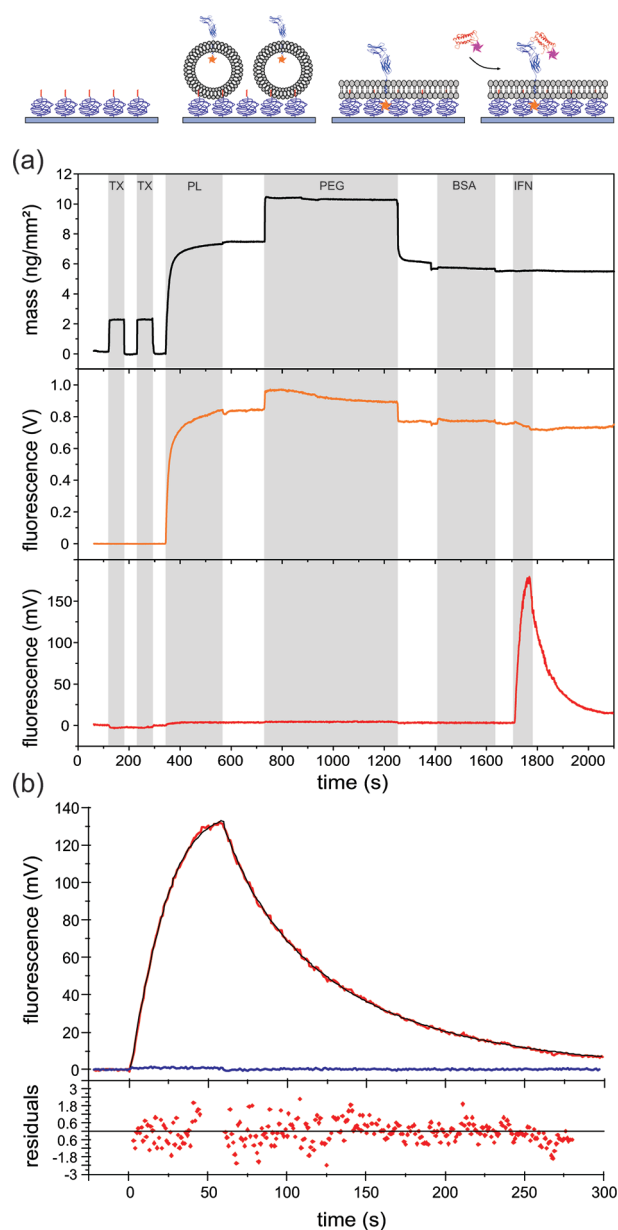 (a)
TX TX PL PEG BSA IFN
12
10
8
6
4
2
0
mass (ng/mm²)
1.0
0.8
0.6
0.4
0.2
0
fluorescence (V)
150
100
50
0
fluorescence (mV)
0 200 400 600 800 1000 1200 1400 1600 1800 2000
time (s)
(b)
140
120
100
80
60
40
20
0
fluorescence (mV)
3
1.8
0.6
0.6
-1.8
-3
residuals
0 50 100 150 200 250 300
time (s)